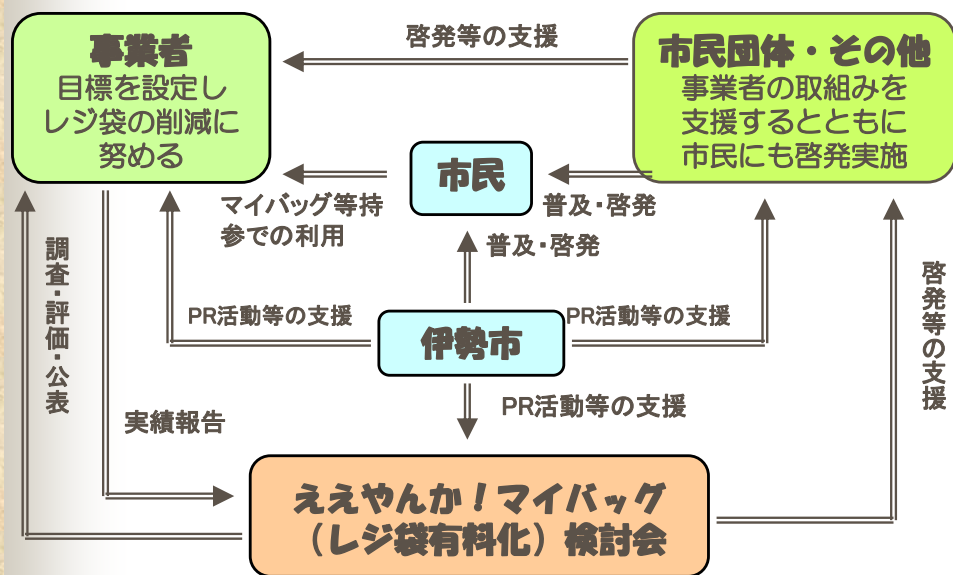 事業者
目標を設定し
レジ袋の削減に
努める
啓発等の支援
市民団体・その他
事業者の取組みを
支援するとともに
市民にも啓発実施
市民
マイバッグ等持
参での利用
普及・啓発
普及・啓発
調査・評価・公表
PR活動等の支援
伊勢市
PR活動等の支援
啓発等の支援
実績報告
PR活動等の支援
ええやんか！マイバッグ
（レジ袋有料化）検討会